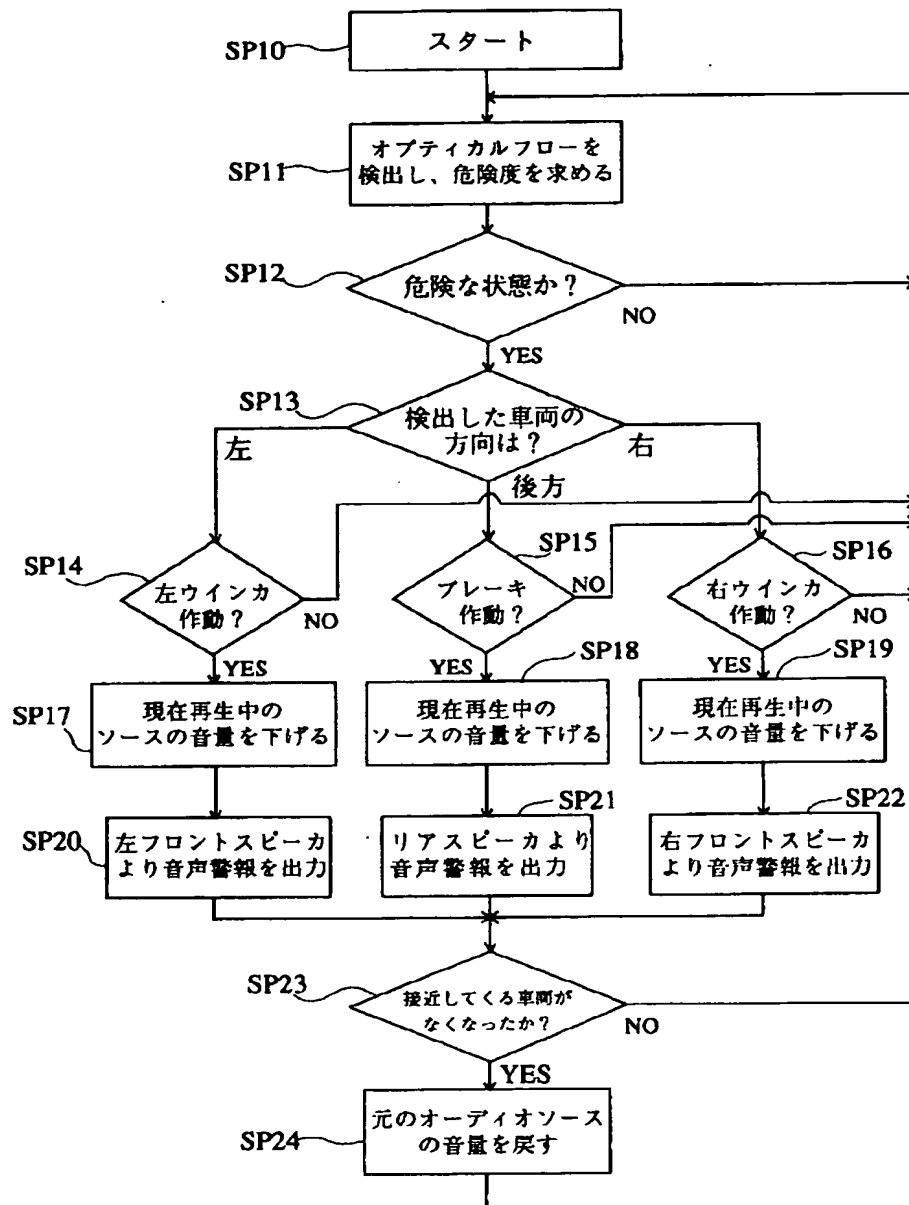 SP10
スタート
SP11
オプティカルフローを
検出し、危険度を求める
SP12
危険な状態か?
NO
YES
SP13
検出した車両の
方向は?
左
右
後方
SP14
左ウインカ
作動?
NO
YES
SP15
ブレーキ
作動?
NO
YES
SP16
右ウインカ
作動?
NO
YES
SP17
現在再生中の
ソースの音量を下げる
SP18
現在再生中の
ソースの音量を下げる
SP19
現在再生中の
ソースの音量を下げる
SP20
左フロントスピーカ
より音声警報を出力
SP21
リアスピーカより
音声警報を出力
SP22
右フロントスピーカ
より音声警報を出力
SP23
接近してくる車両が
なくなったか?
NO
YES
SP24
元のオーディオソース
の音量を戻す